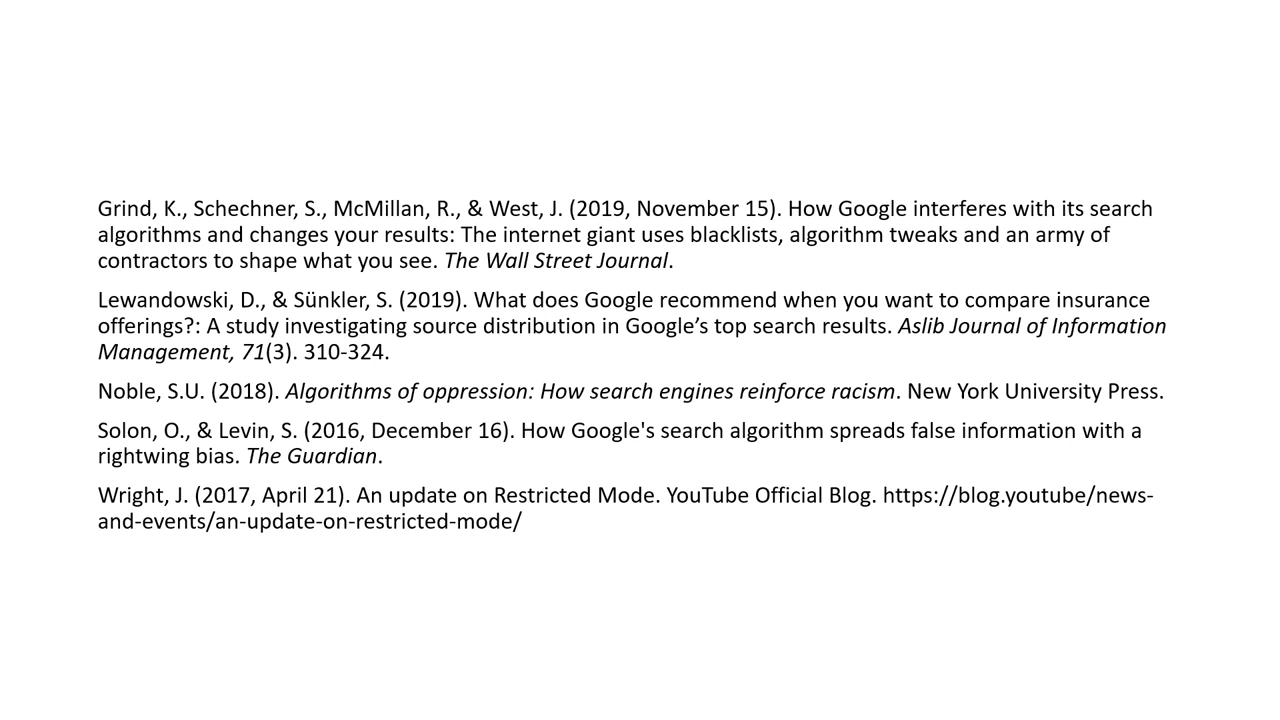 Grind, K., Schechner, S., McMillan, R., & West, J. (2019, November 15). How Google interferes with its search
algorithms and changes your results: The internet giant uses blacklists, algorithm tweaks and an army of
contractors to shape what you see. The Wall Street Journal.
Lewandowski, D., & Sünkler, S. (2019). What does Google recommend when you want to compare insurance
offerings?: A study investigating source distribution in Google’s top search results. Aslib Journal of Information
Management, 71(3). 310-324.
Noble, S.U. (2018). Algorithms of oppression: How search engines reinforce racism. New York University Press.
Solon, O., & Levin, S. (2016, December 16). How Google's search algorithm spreads false information with a
rightwing bias. The Guardian.
Wright, J. (2017, April 21). An update on Restricted Mode. YouTube Official Blog. https://blog.youtube/news-
and-events/an-update-on-restricted-mode/